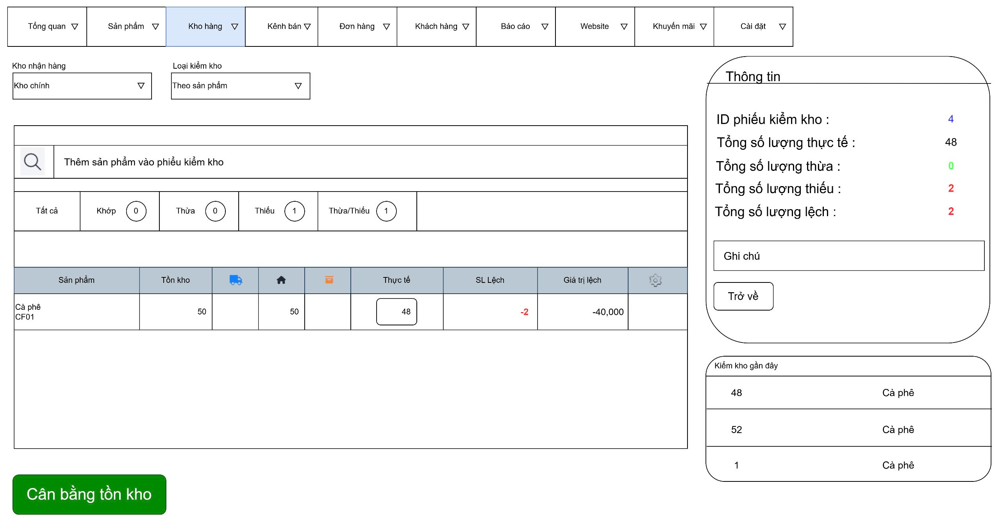 Tổng quan
Sản phẩm
Kho hàng
Kênh bán
Đơn hàng
Khách hàng
Báo cáo
Website
Khuyến mãi
Cài đặt
Kho nhận hàng
Kho chính
Loại kiểm kho
Theo sản phẩm
Thêm sản phẩm vào phiểu kiểm kho
Tất cả
Khớp 0
Thừa 0
Thiếu 1
Thừa/Thiếu 1
Sản phẩm
Tồn kho
Thực tế
SL Lệch
Giá trị lệch
Cà phê
CF01
50
50
48
-2
-40,000
Cân bằng tồn kho
Thông tin
ID phiếu kiểm kho : 4
Tổng số lượng thực tế : 48
Tổng số lượng thừa : 0
Tổng số lượng thiếu : 2
Tổng số lượng lệch : 2
Ghi chú
Trở về
Kiểm kho gần đây
48 Cà phê
52 Cà phê
1 Cà phê